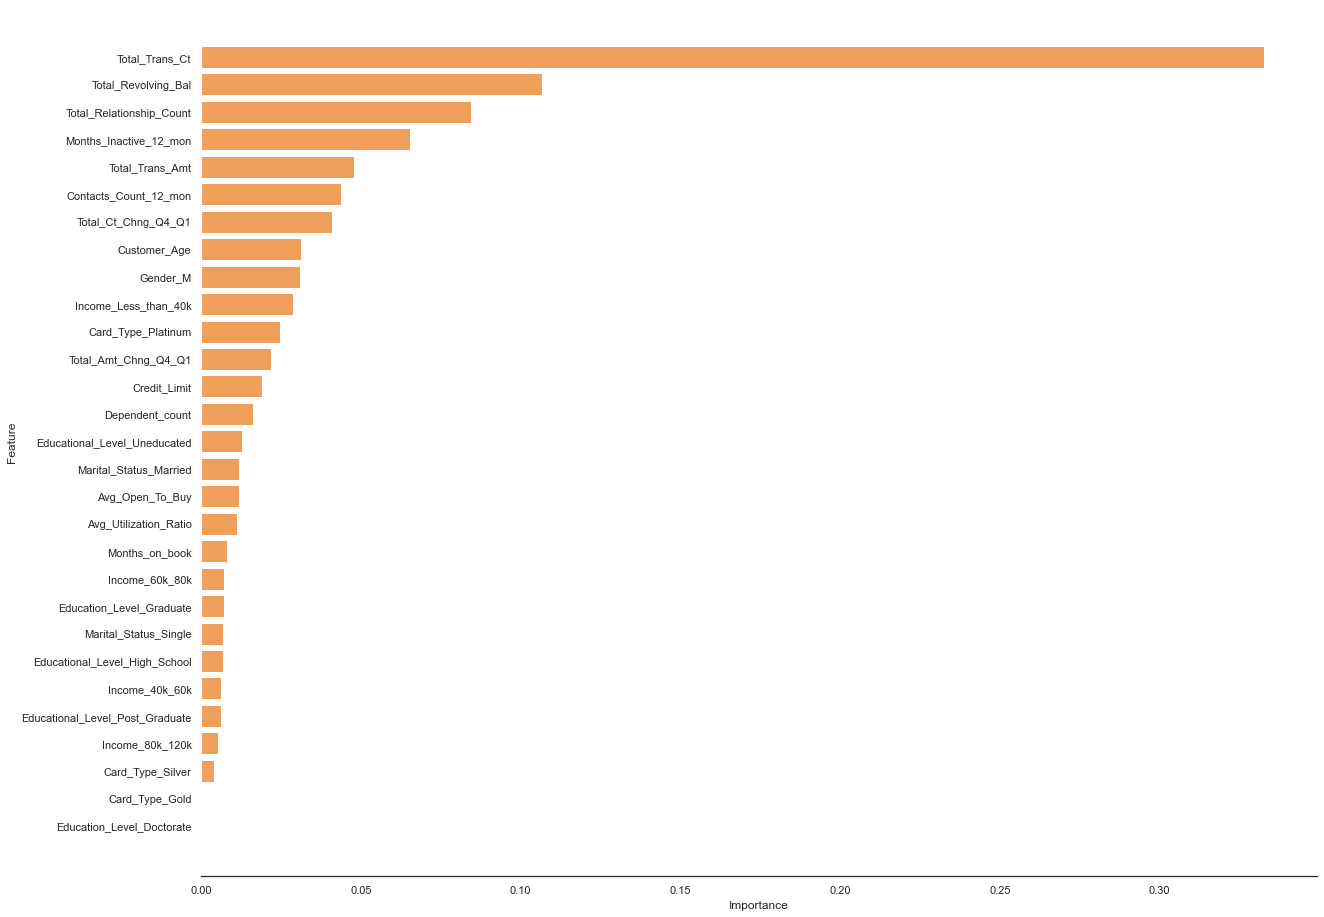 Total_Trans_Ct
Total_Revolving_Bal
Total_Relationship_Count
Months_Inactive_12_mon
Total_Trans_Amt
Contacts_Count_12_mon
Total_Ct_Chng_Q4_Q1
Customer_Age
Gender_M
Income_Less_than_40k
Card_Type_Platinum
Total_Amt_Chng_Q4_Q1
Credit_Limit
Dependent_count
Educational_Level_Uneducated
Marital_Status_Married
Avg_Open_To_Buy
Avg_Utilization_Ratio
Months_on_book
Income_60k_80k
Education_Level_Graduate
Marital_Status_Single
Educational_Level_High_School
Income_40k_60k
Educational_Level_Post_Graduate
Income_80k_120k
Card_Type_Silver
Card_Type_Gold
Education_Level_Doctorate
Feature
0.00 0.05 0.10 0.15 0.20 0.25 0.30
Importance